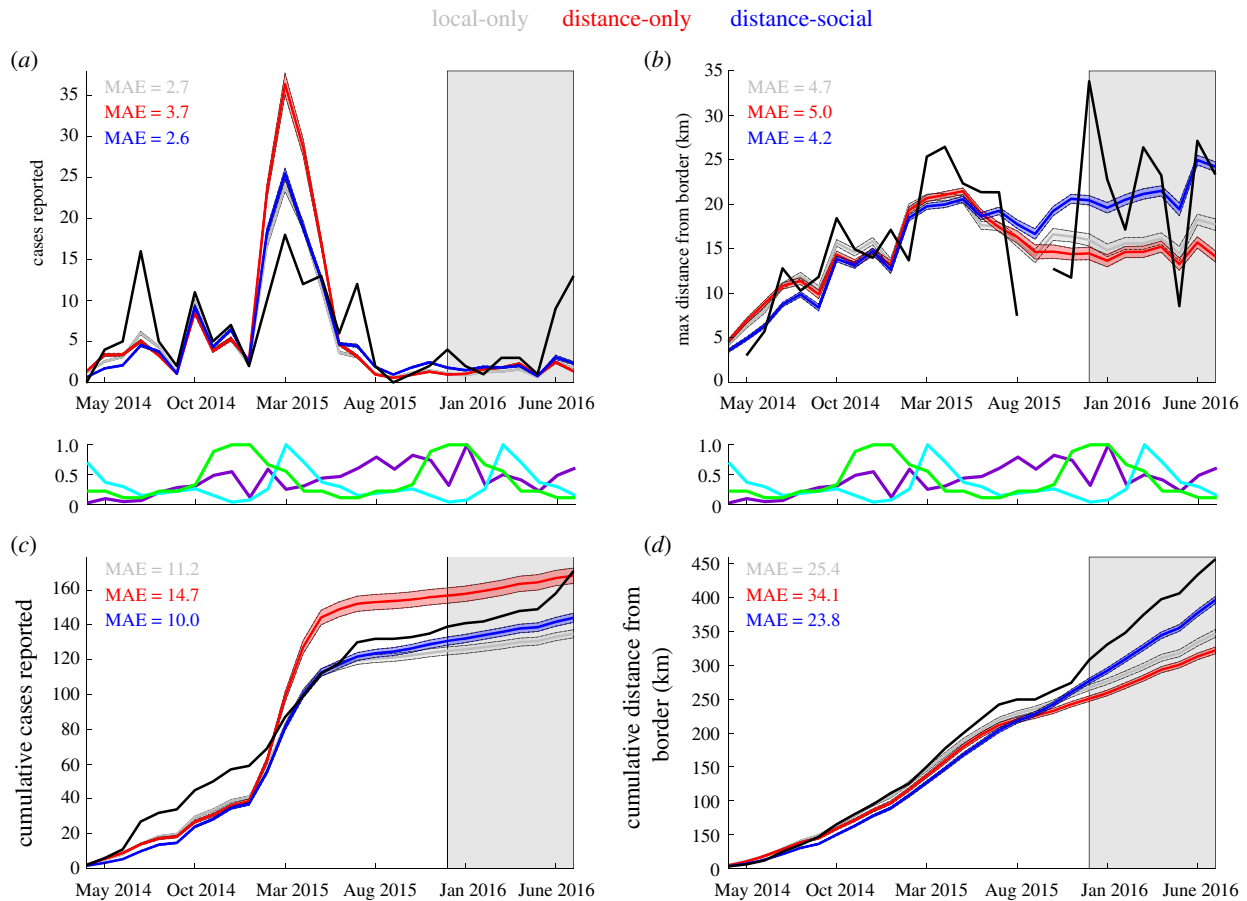 local-only distance-only distance-social
(a)
MAE = 2.7
MAE = 3.7
MAE = 2.6
cases reported
35
30
25
20
15
10
5
0
May 2014 Oct 2014 Mar 2015 Aug 2015 Jan 2016 June 2016
1.0
0.5
0
(b)
MAE = 4.7
MAE = 5.0
MAE = 4.2
max distance from border (km)
35
30
25
20
15
10
5
0
May 2014 Oct 2014 Mar 2015 Aug 2015 Jan 2016 June 2016
1.0
0.5
0
(c)
MAE = 11.2
MAE = 14.7
MAE = 10.0
cumulative cases reported
160
140
120
100
80
60
40
20
0
May 2014 Oct 2014 Mar 2015 Aug 2015 Jan 2016 June 2016
(d)
MAE = 25.4
MAE = 34.1
MAE = 23.8
cumulative distance from
border (km)
450
400
350
300
250
200
150
100
50
0
May 2014 Oct 2014 Mar 2015 Aug 2015 Jan 2016 June 2016